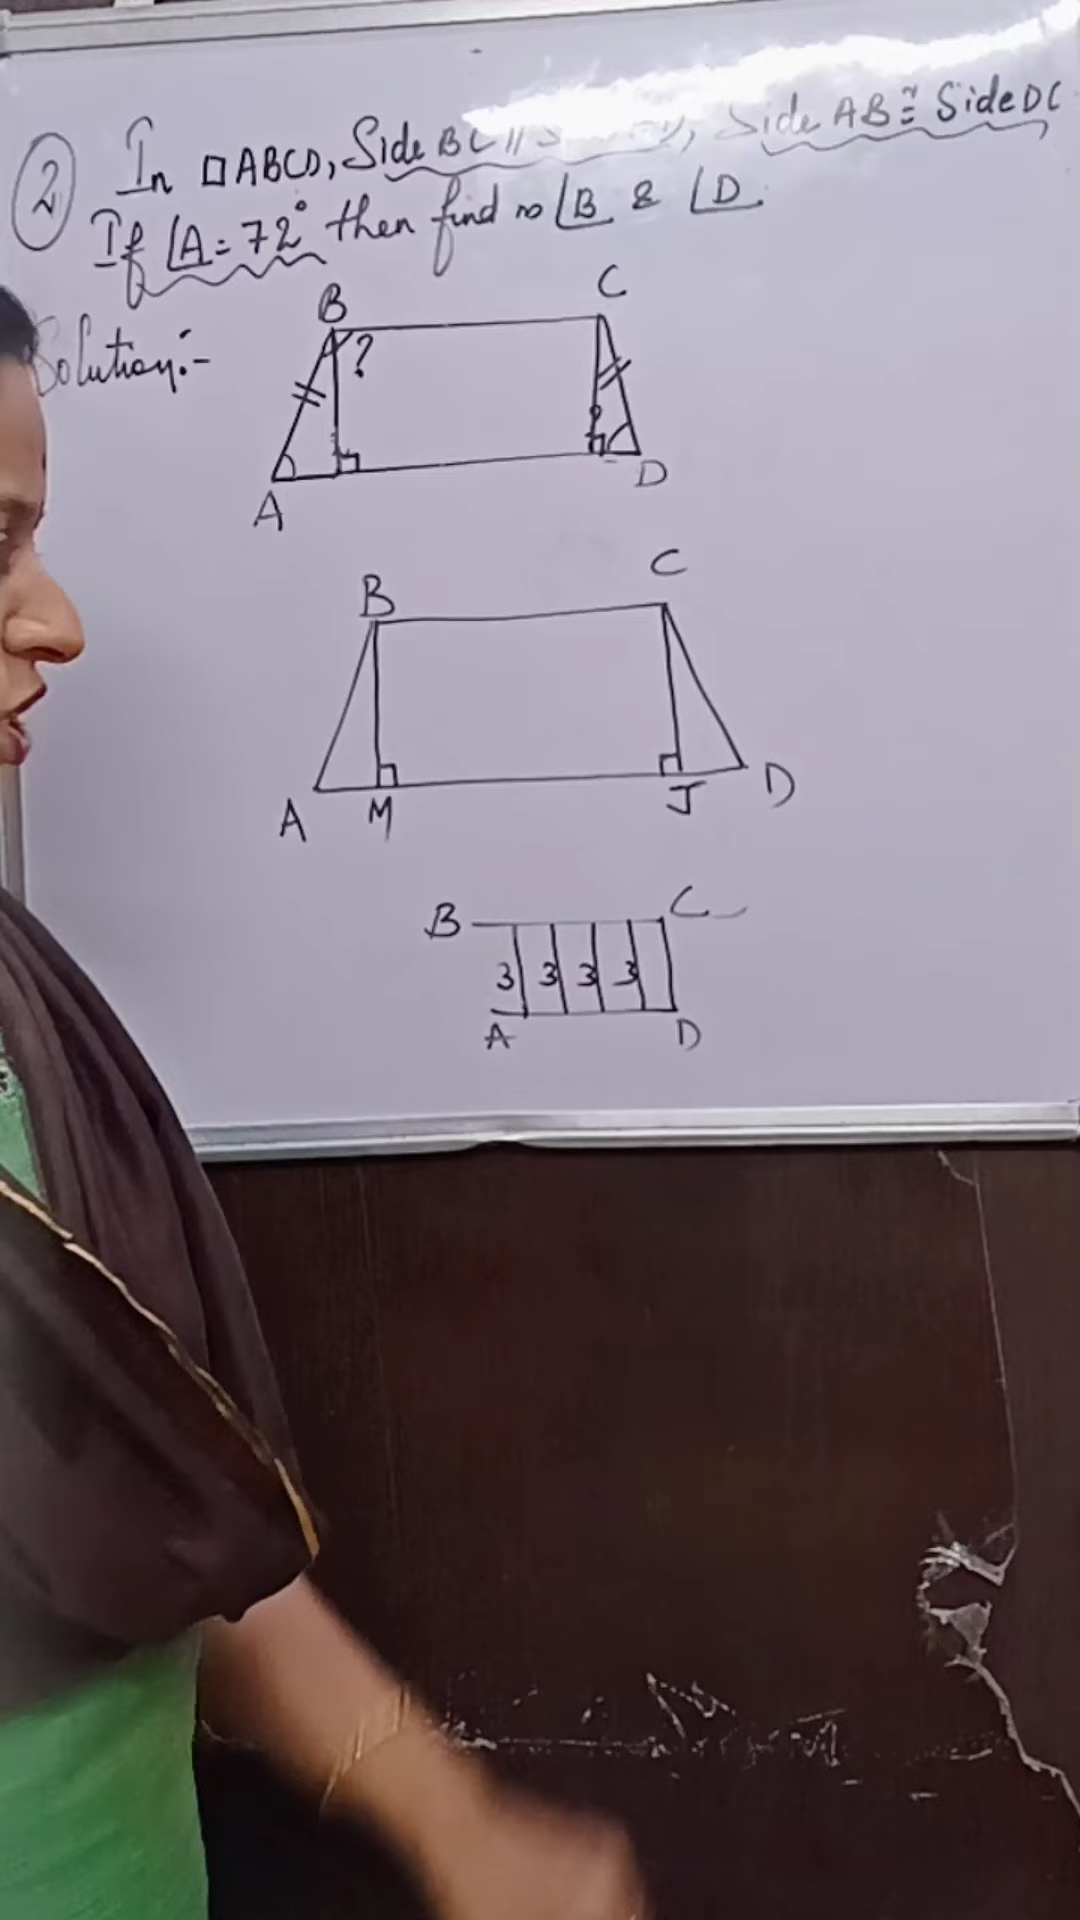 2 In □ABCD, Side BC ||, Side AB ≅ Side DC
If ∠A = 72° then find ∠B & ∠D.
Solution:-
B C
?
A D
B C
A M J D
B C
3 3 3 3
A D